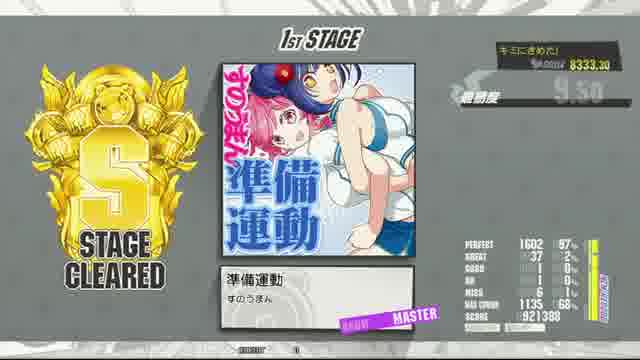 1ST STAGE
キミにきめた!
8333.30
難易度
9.50
すのうまん
準備
運動
S
STAGE
CLEARED
準備運動
すのうまん
MASTER
PERFECT 1602 97%
GREAT 37 2%
GOOD 1 0%
1 0%
MISS 6 1%
MAX COMBO 1135 68%
SCORE 921388